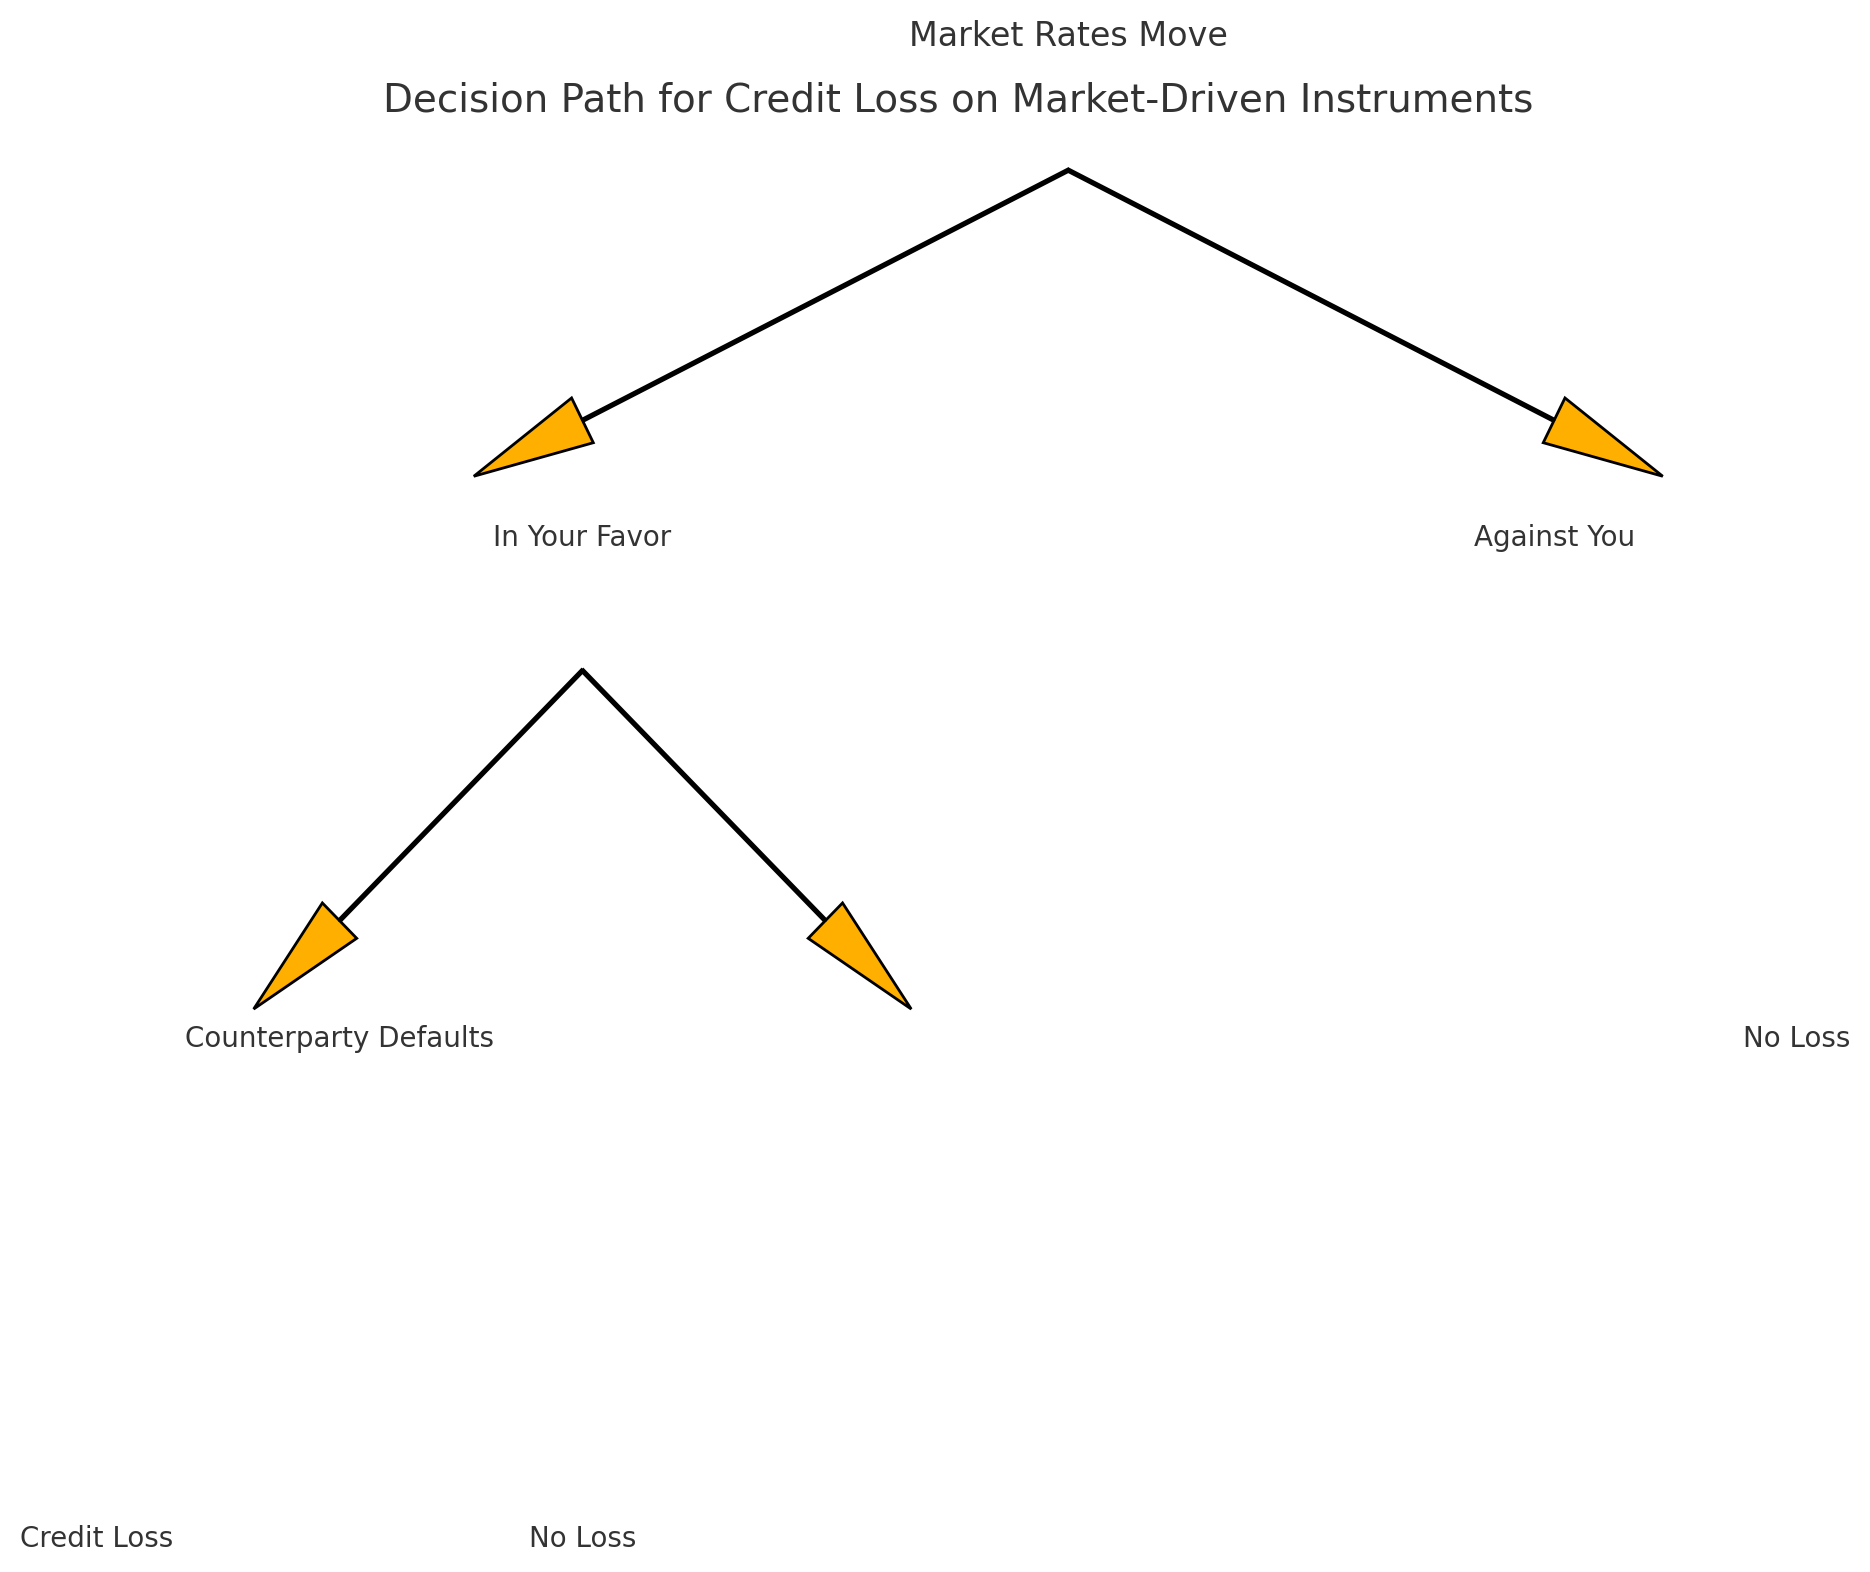 Market Rates Move
Decision Path for Credit Loss on Market-Driven Instruments
In Your Favor
Against You
Counterparty Defaults
No Loss
Credit Loss
No Loss